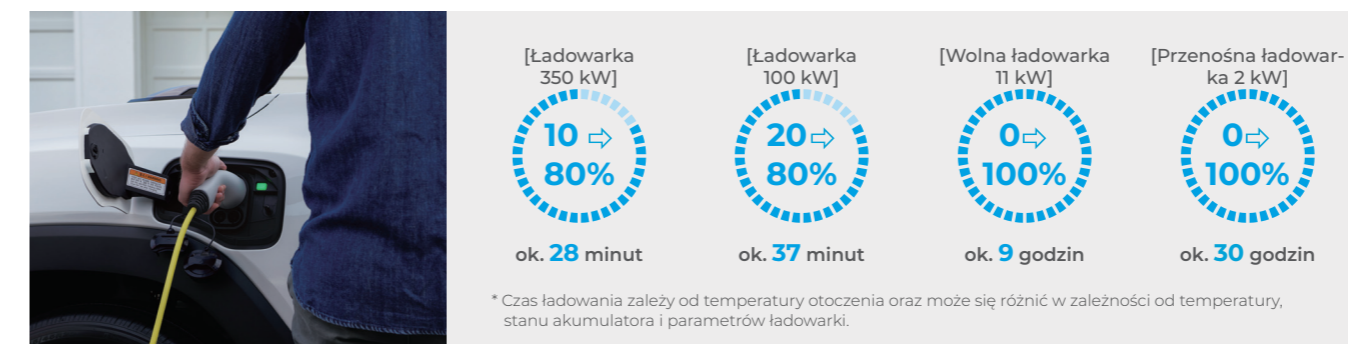 [Ładowarka
350 kW]
10 ⇨
80%
ok. 28 minut
[Ładowarka
100 kW]
20 ⇨
80%
ok. 37 minut
[Wolna ładowarka
11 kW]
0 ⇨
100%
ok. 9 godzin
[Przenośna ładowar-
ka 2 kW]
0 ⇨
100%
ok. 30 godzin
* Czas ładowania zależy od temperatury otoczenia oraz może się różnić w zależności od temperatury,
stanu akumulatora i parametrów ładowarki.